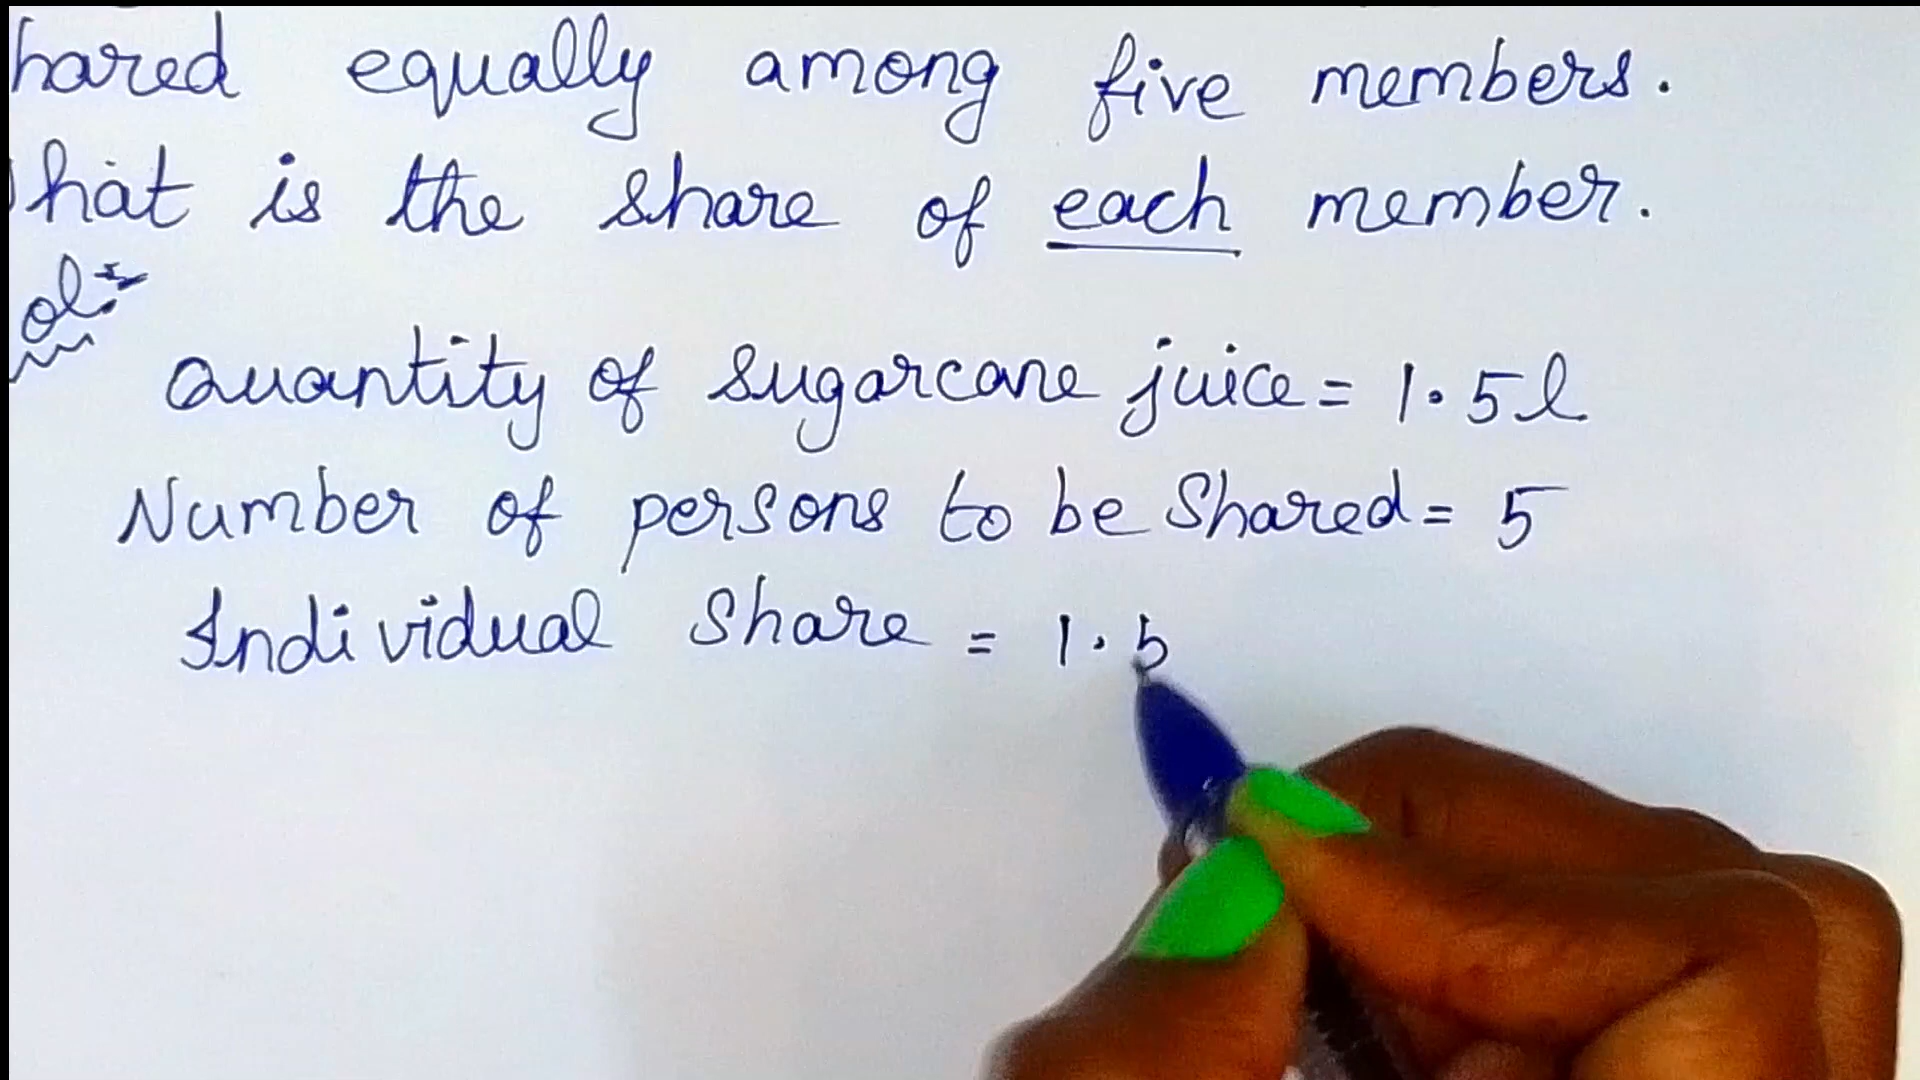 hared equally among five members.
hat is the share of each member.
ol:
Quantity of sugarcane juice = 1.5l
Number of persons to be Shared = 5
Individual Share = 1.5